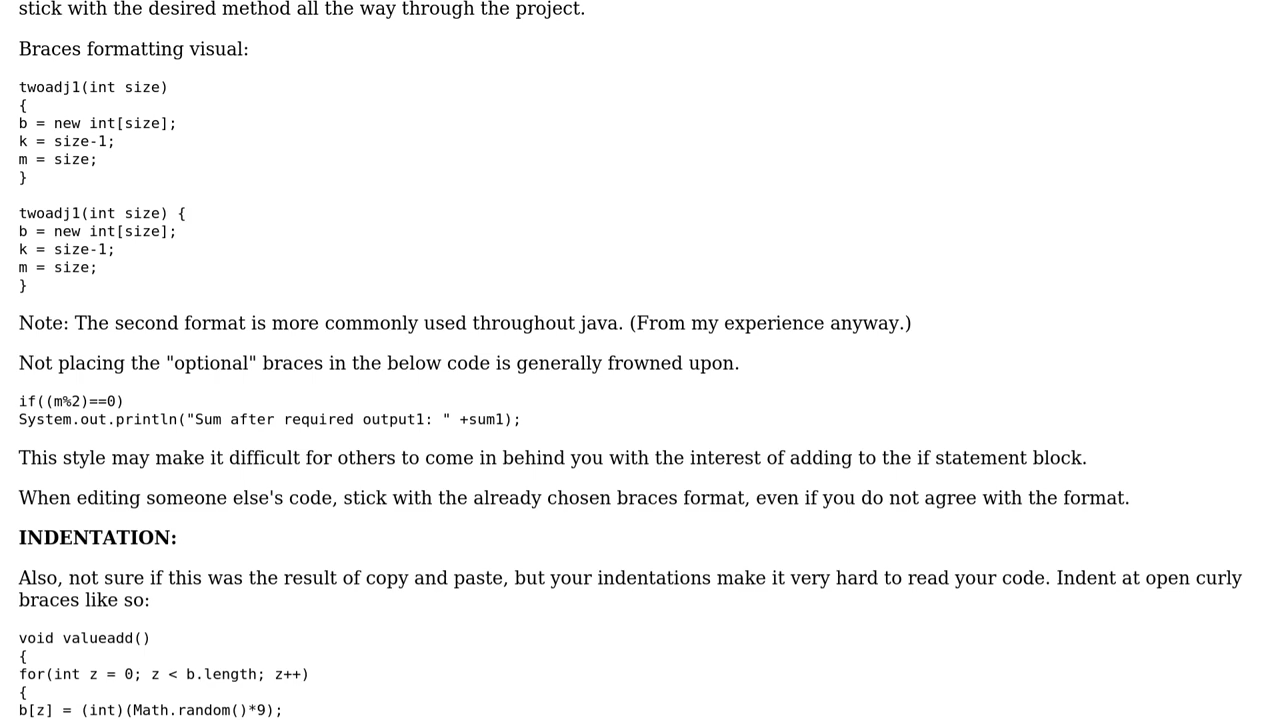 stick with the desired method all the way through the project.
Braces formatting visual:
twoadj1(int size)
{
b = new int[size];
k = size-1;
m = size;
}
twoadj1(int size) {
b = new int[size];
k = size-1;
m = size;
}
Note: The second format is more commonly used throughout java. (From my experience anyway.)
Not placing the "optional" braces in the below code is generally frowned upon.
if((m%2)==0)
System.out.println("Sum after required output1: " +sum1);
This style may make it difficult for others to come in behind you with the interest of adding to the if statement block.
When editing someone else's code, stick with the already chosen braces format, even if you do not agree with the format.
INDENTATION:
Also, not sure if this was the result of copy and paste, but your indentations make it very hard to read your code. Indent at open curly
braces like so:
void valueadd()
{
for(int z = 0; z < b.length; z++)
{
b[z] = (int)(Math.random()*9);